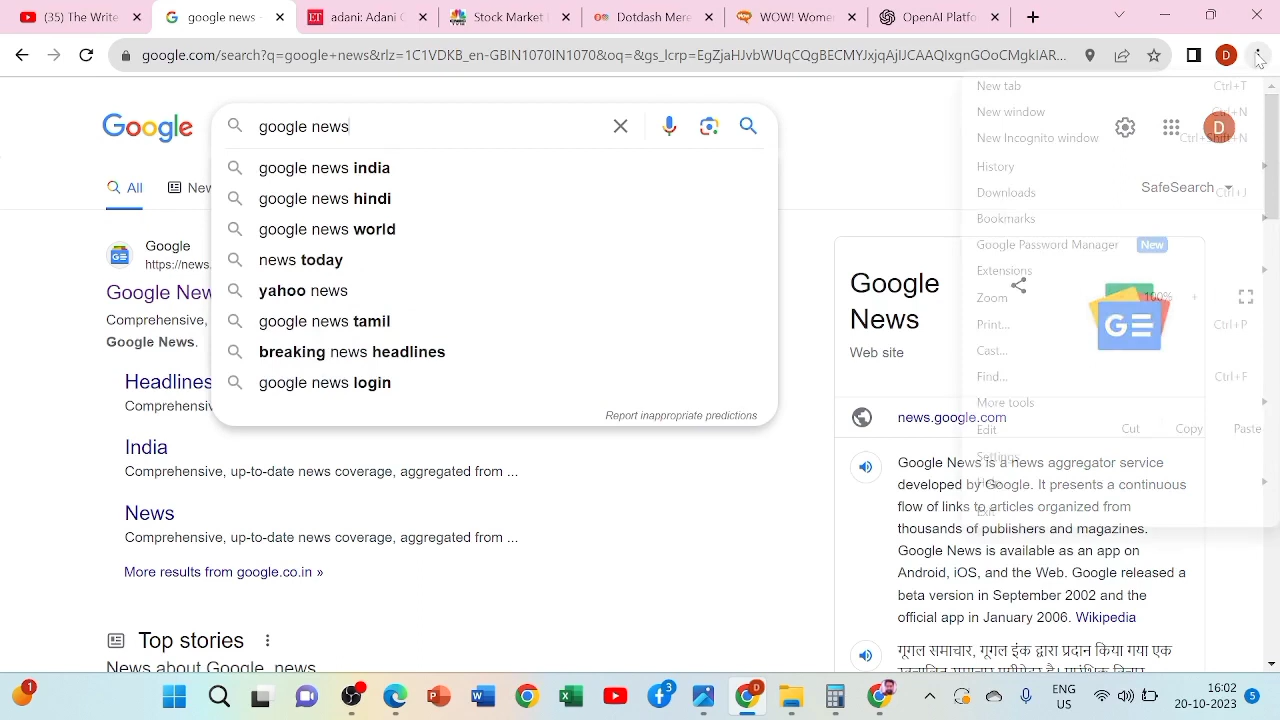 (35) The Write
google news -
adani: Adani G
Stock Market
Dotdash Mere
WOW! Wome
OpenAI Platfo
google.com/search?q=google+news&rlz=1C1VDKB_en-GBIN1070IN1070&oq=&gs_lcrp=EgZjaHJvbWUqCQgBECMYJxjqAjIJCAAQIxgnGOoCMgkIAR...
D
Google
google news
D
google news india
google news hindi
google news world
news today
yahoo news
google news tamil
breaking news headlines
google news login
Report inappropriate predictions
New tab Ctrl+T
New window Ctrl+N
New Incognito window Ctrl+Shift+N
History
Downloads Ctrl+J
Bookmarks
Google Password Manager New
Extensions
Zoom 100% +
Print... Ctrl+P
Cast...
Find... Ctrl+F
More tools
Edit Cut Copy Paste
Settings
Exit
All
New
SafeSearch
Google
https://news.
Google New
Comprehensive,
Google News.
Headlines
Comprehensiv
India
Comprehensive, up-to-date news coverage, aggregated from ...
News
Comprehensive, up-to-date news coverage, aggregated from ...
More results from google.co.in »
Top stories
News about Google, news
Google
News
Web site
GE
news.google.com
Google News is a news aggregator service
developed by Google. It presents a continuous
flow of links to articles organized from
thousands of publishers and magazines.
Google News is available as an app on
Android, iOS, and the Web. Google released a
beta version in September 2002 and the
official app in January 2006. Wikipedia
गूगल समाचार, गूगल इंक द्वारा प्रदान किया गया एक
1
3
D
ENG
US
16:02
20-10-2023
5